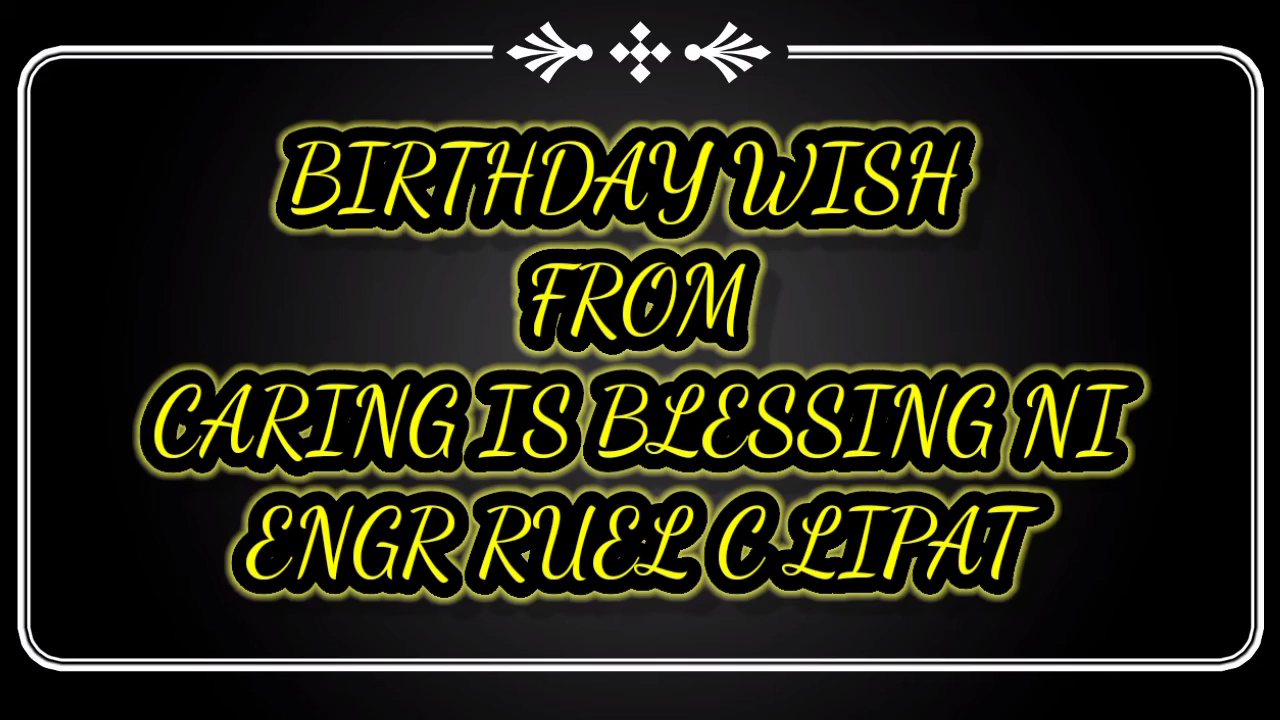 BIRTHDAY WISH
FROM
CARING IS BLESSING NI
ENGR RUEL C LIPAT